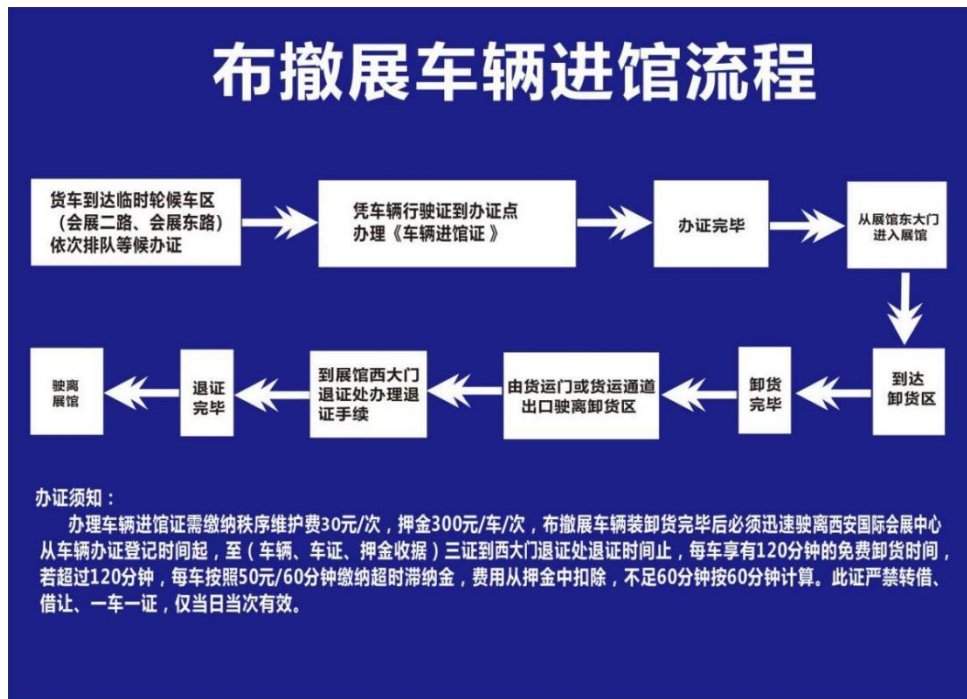 布撤展车辆进馆流程
货车到达临时轮候车区
（会展二路、会展东路）
依次排队等候办证
凭车辆行驶证到办证点
办理《车辆进馆证 》
办证完毕
从展馆东大门
进入展馆
到达
卸货区
卸货
完毕
由货运门或货运通道
出口驶离卸货区
到展馆西大门
退证处办理退
证手续
退证
完毕
驶离
展馆
办证须知：
办理车辆进馆证需缴纳秩序维护费30元/次，押金300元/车/次，布撤展车辆装卸货完毕后必须迅速驶离西安国际会展中心
从车辆办证登记时间起，至（车辆、车证、押金收据）三证到西大门退证处退证时间止，每车享有120分钟的免费卸货时间，
若超过120分钟，每车按照50元/60分钟缴纳超时滞纳金，费用从押金中扣除，不足60分钟按60分钟计算。此证严禁转借、
借让、一车一证，仅当日当次有效。